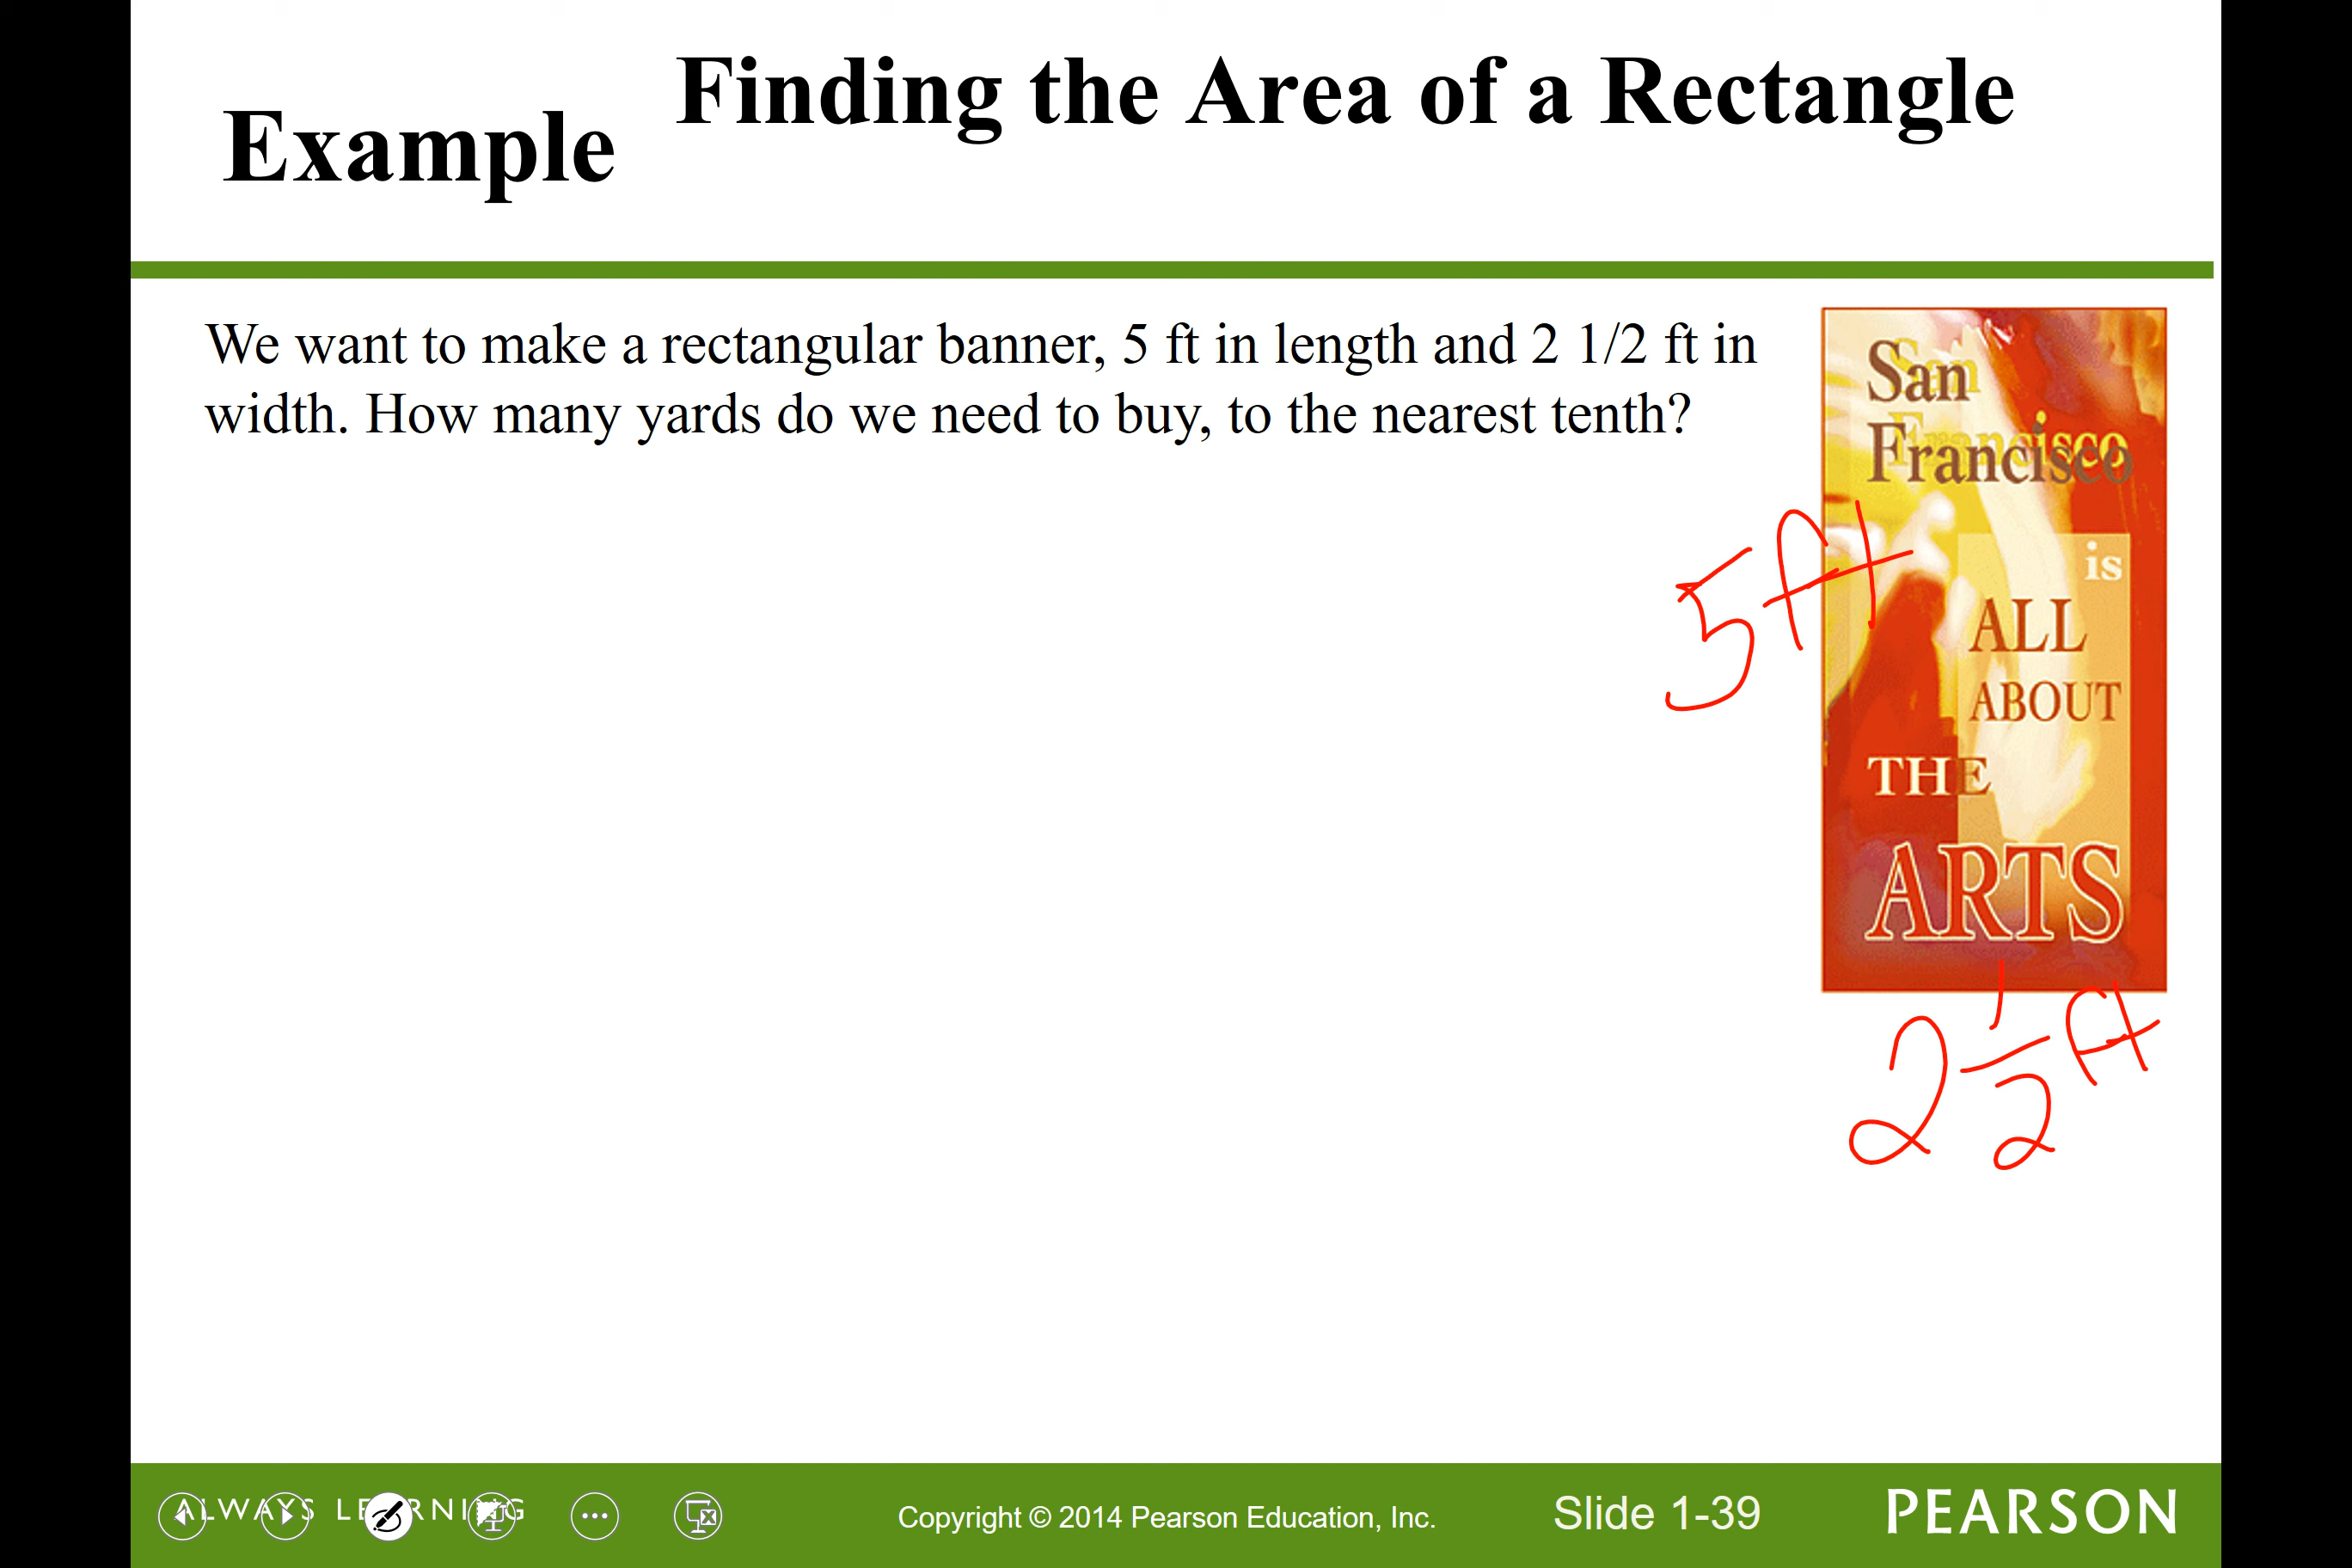 Finding the Area of a Rectangle
Example
We want to make a rectangular banner, 5 ft in length and 2 1/2 ft in
width. How many yards do we need to buy, to the nearest tenth?
San
Francisco
is
ALL
ABOUT
THE
ARTS
5 ft
2 1/2 ft
ALWAYS LEARNING
Copyright © 2014 Pearson Education, Inc.
Slide 1-39
PEARSON